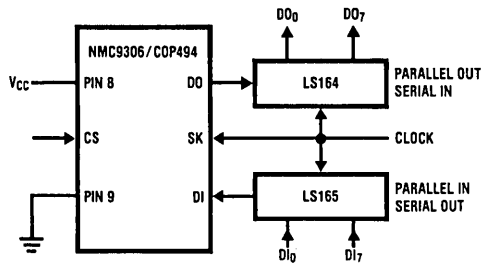 DO0 DO7
NMC9306/COP494
VCC PIN 8 DO LS164 PARALLEL OUT
SERIAL IN
CS SK CLOCK
PIN 9 DI LS165 PARALLEL IN
SERIAL OUT
DI0 DI7